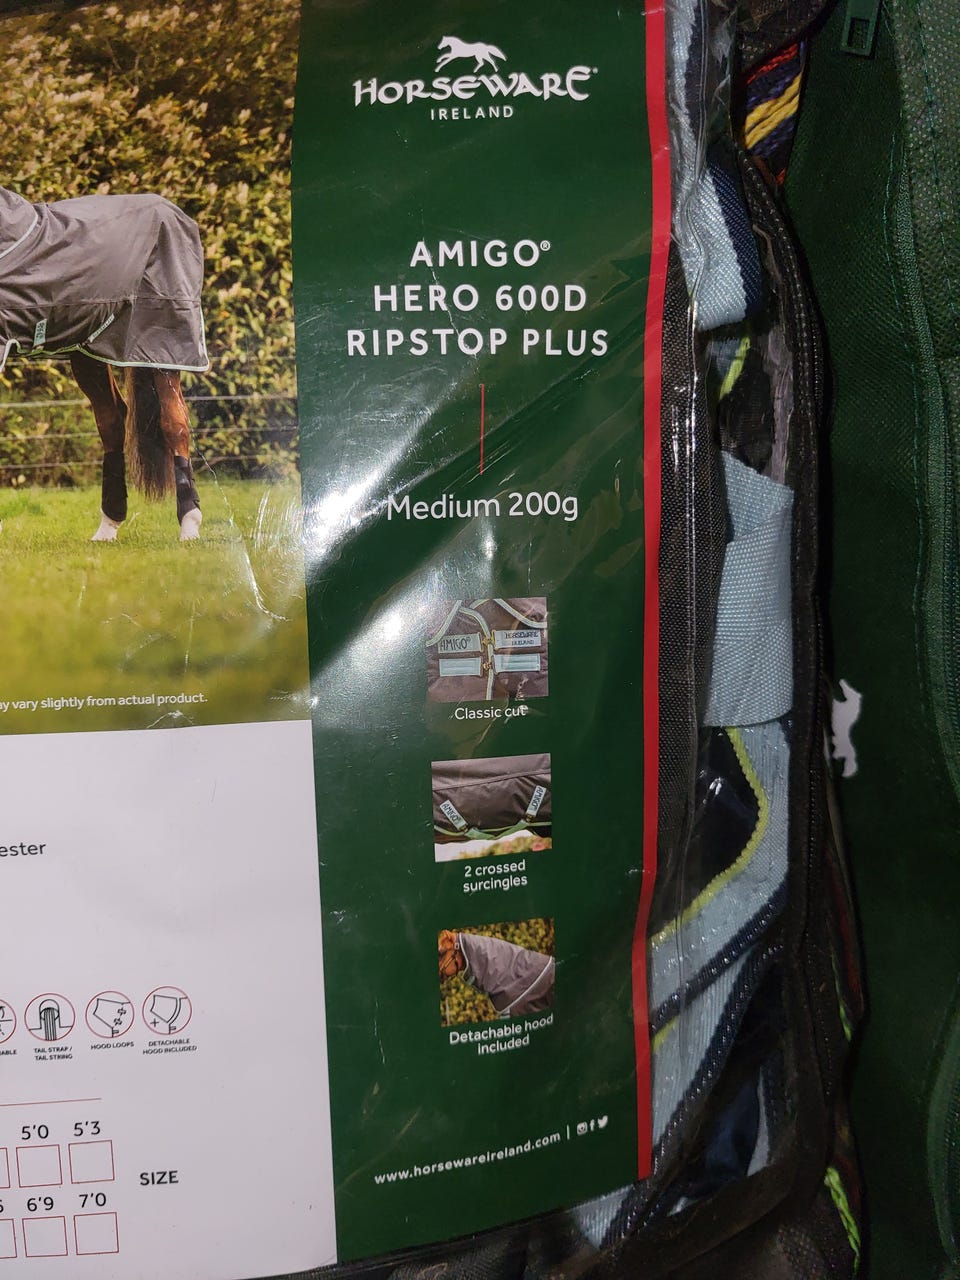 HORSEWARE®
IRELAND
AMIGO®
HERO 600D
RIPSTOP PLUS
Medium 200g
AMIGO®
HORSEWARE
IRELAND
Classic cut
AMIGO®
AMIGO
2 crossed
surcingles
Detachable hood
included
www.horsewareireland.com |
vary slightly from actual product.
TAIL STRAP /
TAIL STRING
HOOD LOOPS
DETACHABLE
HOOD INCLUDED
5'0 5'3
SIZE
6'9 7'0